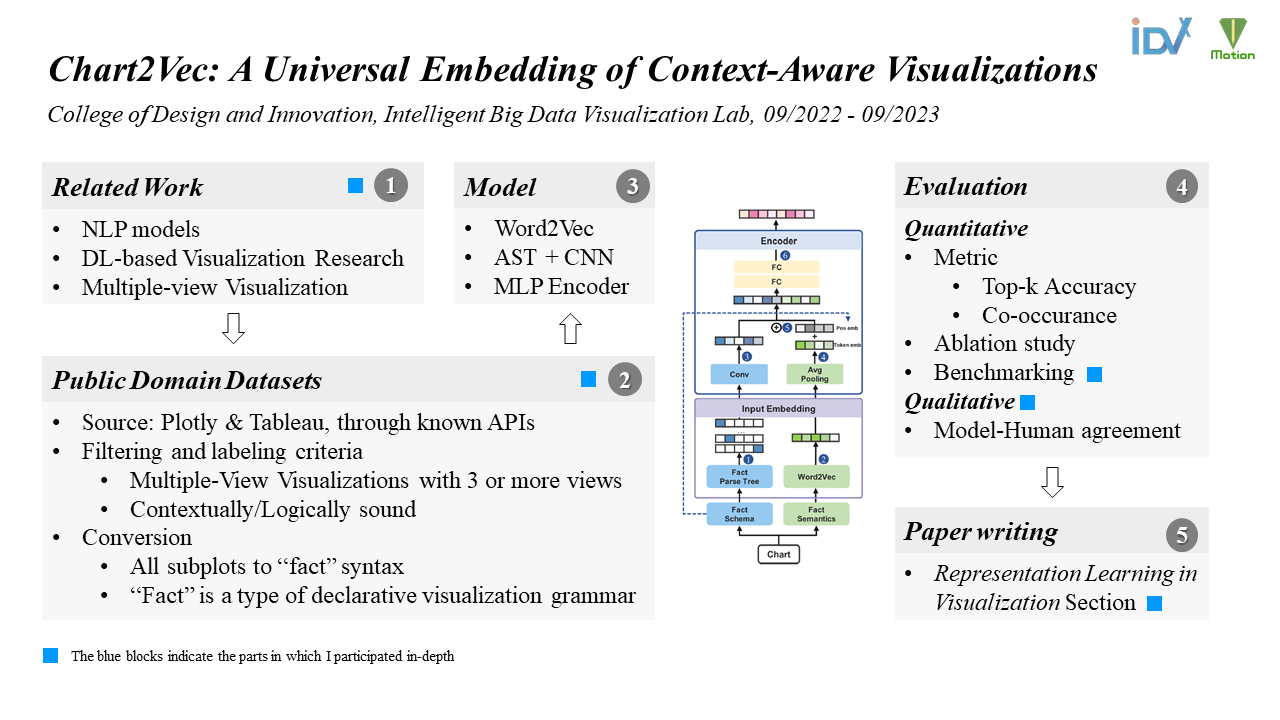 iDVX
Motion
Chart2Vec: A Universal Embedding of Context-Aware Visualizations
College of Design and Innovation, Intelligent Big Data Visualization Lab, 09/2022 - 09/2023
Related Work
1
• NLP models
• DL-based Visualization Research
• Multiple-view Visualization
Public Domain Datasets
2
• Source: Plotly & Tableau, through known APIs
• Filtering and labeling criteria
• Multiple-View Visualizations with 3 or more views
• Contextually/Logically sound
• Conversion
• All subplots to “fact” syntax
• “Fact” is a type of declarative visualization grammar
Model
3
• Word2Vec
• AST + CNN
• MLP Encoder
Encoder
6
FC
FC
5
Pos emb
+
Token emb
3
4
Conv
Avg
Pooling
Input Embedding
...
1
2
Fact
Parse Tree
Word2Vec
Fact
Schema
Fact
Semantics
Chart
Evaluation
4
Quantitative
• Metric
• Top-k Accuracy
• Co-occurance
• Ablation study
• Benchmarking
Qualitative
• Model-Human agreement
Paper writing
5
• Representation Learning in
Visualization Section
The blue blocks indicate the parts in which I participated in-depth